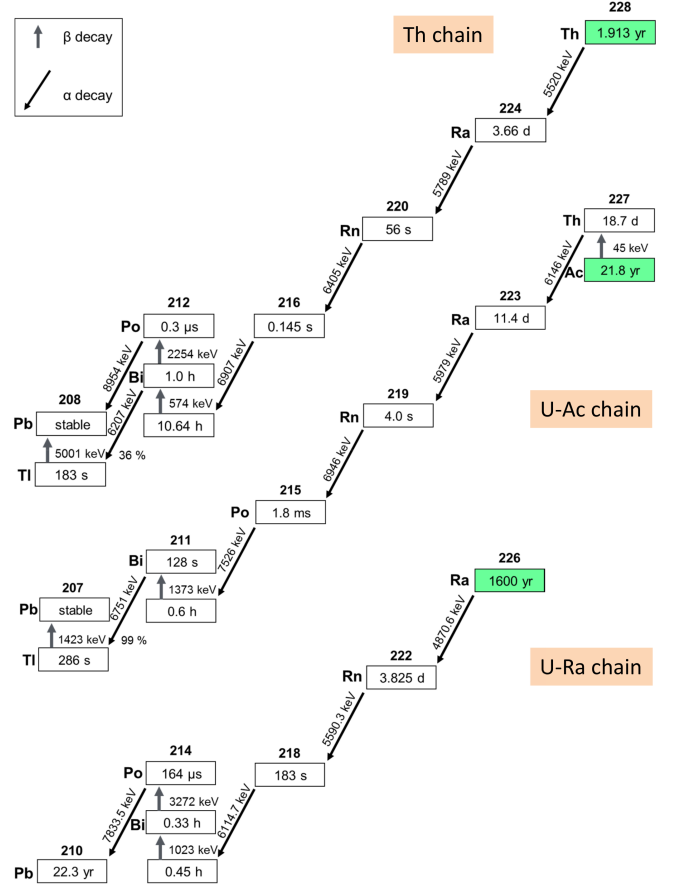 228
Th chain
Th
1.913 yr
β decay
5520 keV
α decay
224
Ra
3.66 d
5789 keV
227
220
Th
18.7 d
Rn
56 s
45 keV
6146 keV
Ac
21.8 yr
6405 keV
212
216
223
Po
0.3 µs
0.145 s
Ra
11.4 d
2254 keV
8954 keV
6907 keV
5979 keV
Bi
1.0 h
219
208
574 keV
6207 keV
Rn
4.0 s
U-Ac chain
Pb
stable
10.64 h
5001 keV
36 %
6946 keV
Tl
183 s
215
Po
1.8 ms
211
7526 keV
Bi
128 s
226
207
6751 keV
1373 keV
Ra
1600 yr
Pb
stable
0.6 h
1423 keV
99 %
4870.6 keV
Tl
286 s
222
U-Ra chain
Rn
3.825 d
5590.3 keV
214
218
Po
164 µs
183 s
3272 keV
7833.5 keV
6114.7 keV
Bi
0.33 h
210
1023 keV
Pb
22.3 yr
0.45 h